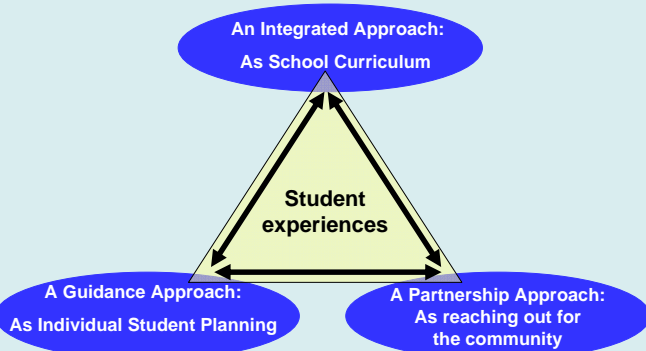 An Integrated Approach:
As School Curriculum
Student
experiences
A Guidance Approach:
As Individual Student Planning
A Partnership Approach:
As reaching out for
the community